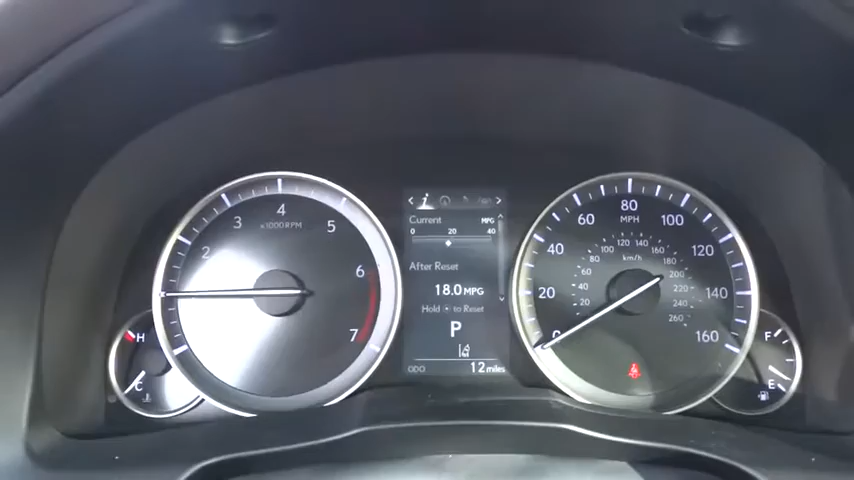 4
×1000RPM
3
5
2
6
7
H
C
i
Current MPG
0 20 40
After Reset
18.0 MPG
Hold • to Reset
P
ODO 12 miles
80
MPH
60
100
40
120
20
140
0
160
km/h
20
40
60
80
100
120
140
160
180
200
220
240
260
F
E